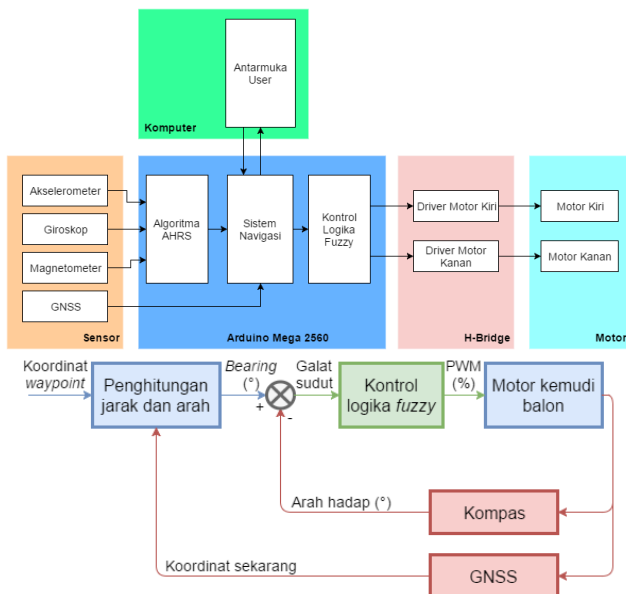 Antarmuka
User
Komputer
Akselerometer
Giroskop
Magnetometer
GNSS
Sensor
Algoritma
AHRS
Sistem
Navigasi
Kontrol
Logika
Fuzzy
Arduino Mega 2560
Driver Motor Kiri
Driver Motor
Kanan
H-Bridge
Motor Kiri
Motor Kanan
Motor
Koordinat
waypoint
Penghitungan
jarak dan arah
Bearing
(°)
+
-
Galat
sudut
Kontrol
logika fuzzy
PWM
(%)
Motor kemudi
balon
Arah hadap (°)
Kompas
Koordinat sekarang
GNSS